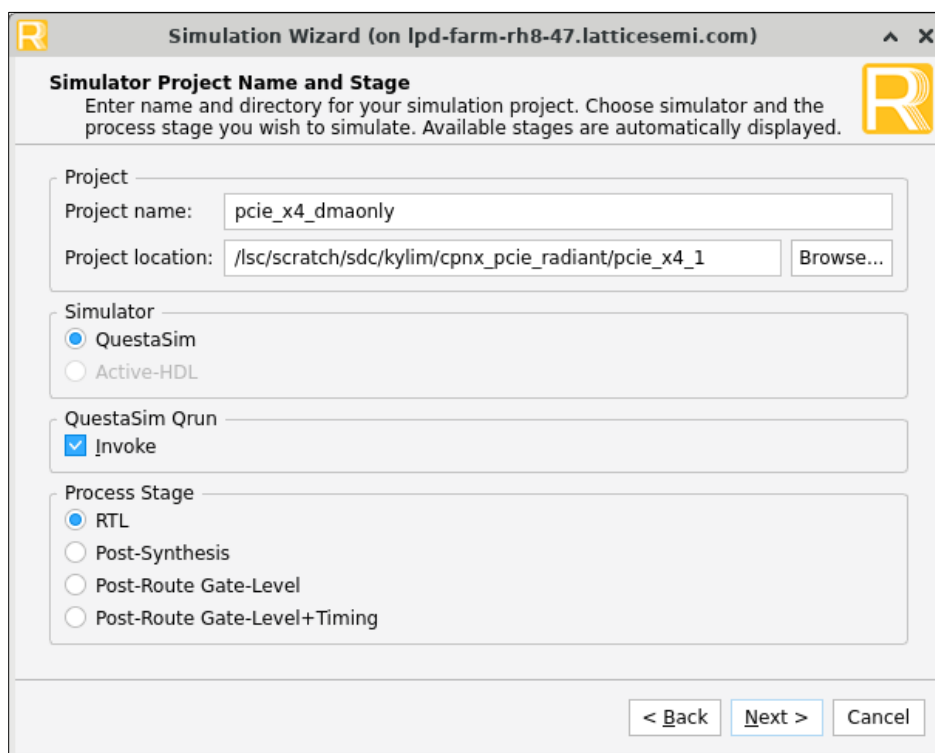 Simulation Wizard (on lpd-farm-rh8-47.latticesemi.com)
Simulator Project Name and Stage
Enter name and directory for your simulation project. Choose simulator and the
process stage you wish to simulate. Available stages are automatically displayed.
Project
Project name: pcie_x4_dmaonly
Project location: /lsc/scratch/sdc/kylim/cpnx_pcie_radiant/pcie_x4_1 Browse...
Simulator
QuestaSim
Active-HDL
QuestaSim Qrun
Invoke
Process Stage
RTL
Post-Synthesis
Post-Route Gate-Level
Post-Route Gate-Level+Timing
< Back Next > Cancel